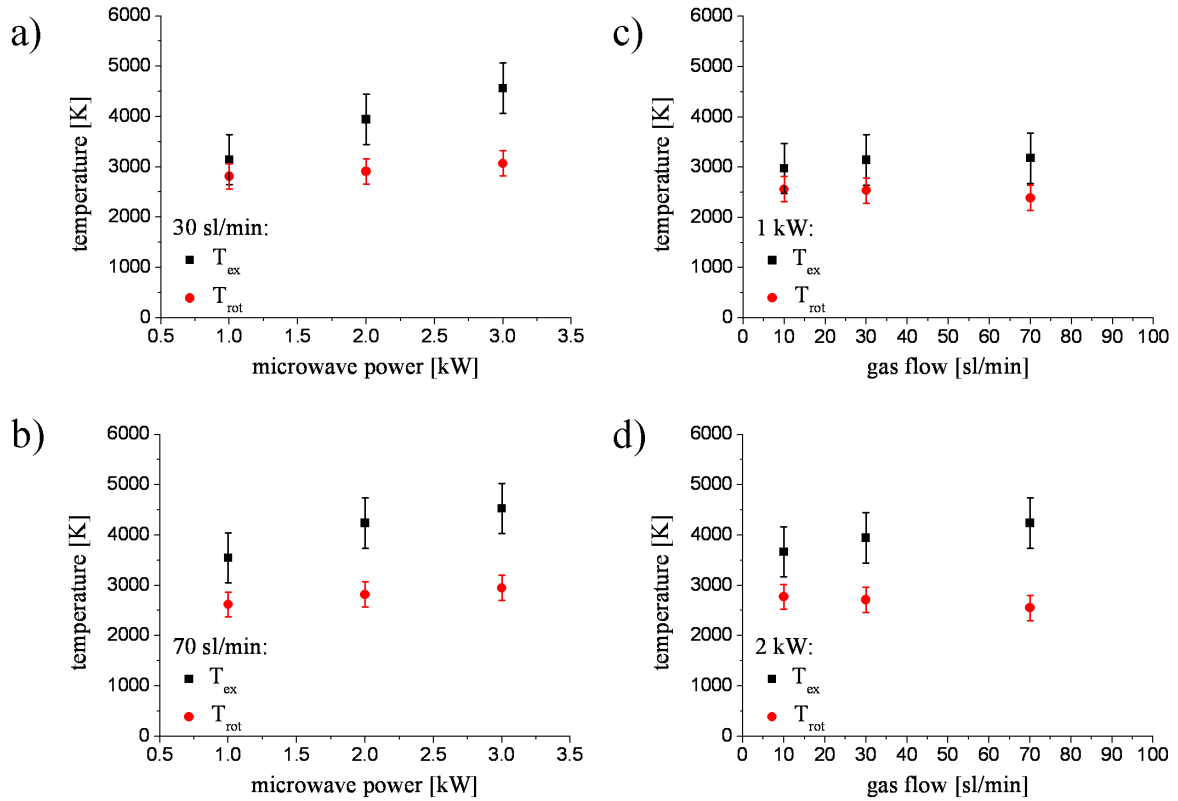 a)
6000
5000
4000
3000
2000
1000
0
temperature [K]
30 sl/min:
T_ex
T_rot
0.5 1.0 1.5 2.0 2.5 3.0 3.5
microwave power [kW]
c)
6000
5000
4000
3000
2000
1000
0
temperature [K]
1 kW:
T_ex
T_rot
0 10 20 30 40 50 60 70 80 90 100
gas flow [sl/min]
b)
6000
5000
4000
3000
2000
1000
0
temperature [K]
70 sl/min:
T_ex
T_rot
0.5 1.0 1.5 2.0 2.5 3.0 3.5
microwave power [kW]
d)
6000
5000
4000
3000
2000
1000
0
temperature [K]
2 kW:
T_ex
T_rot
0 10 20 30 40 50 60 70 80 90 100
gas flow [sl/min]